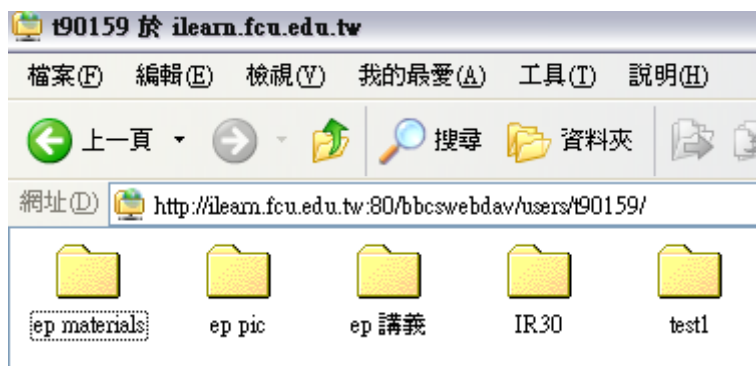 t90159 於 ilearn.fcu.edu.tw
檔案(F) 編輯(E) 檢視(V) 我的最愛(A) 工具(T) 說明(H)
上一頁 搜尋 資料夾
網址(D) http://ilearn.fcu.edu.tw:80/bbcswebdav/users/t90159/
ep materials ep pic ep 講義 IR30 test1